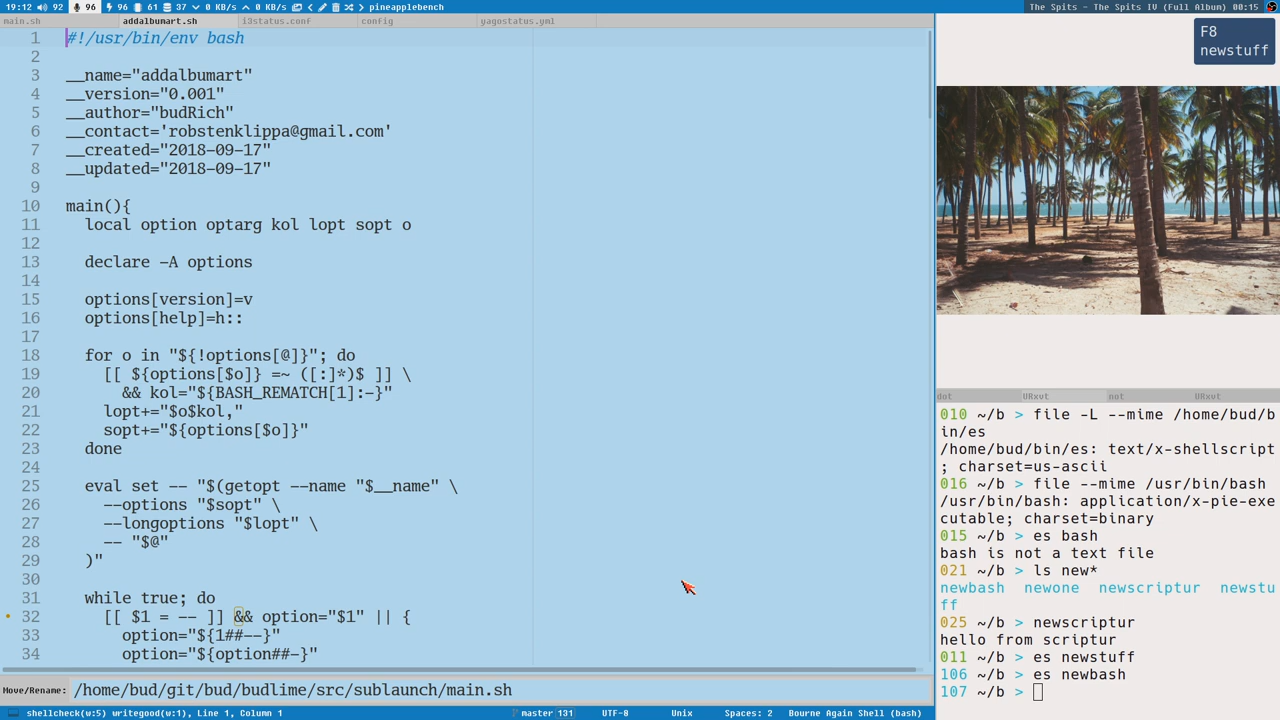 19:12 92 96 96 61 37 0 KB/s 0 KB/s pineapplebench The Spits - The Spits IV (Full Album) 00:15
main.sh addalbumart.sh i3status.conf config yagostatus.yml
F8
newstuff
1 #!/usr/bin/env bash
2
3 __name="addalbumart"
4 __version="0.001"
5 __author="budRich"
6 __contact='robstenklippa@gmail.com'
7 __created="2018-09-17"
8 __updated="2018-09-17"
9
10 main(){
11 local option optarg kol lopt sopt o
12
13 declare -A options
14
15 options[version]=v
16 options[help]=h::
17
18 for o in "${!options[@]}"; do
19 [[ ${options[$o]} =~ ([:]*)$ ]] \
20 && kol="${BASH_REMATCH[1]:-}"
21 lopt+="$o$kol,"
22 sopt+="${options[$o]}"
23 done
24
25 eval set -- "$(getopt --name "$__name" \
26 --options "$sopt" \
27 --longoptions "$lopt" \
28 -- "$@"
29 )"
30
31 while true; do
32 [[ $1 = -- ]] && option="$1" || {
33 option="${1##--}"
34 option="${option##-}"
Move/Rename: /home/bud/git/bud/budlime/src/sublaunch/main.sh
shellcheck(w:5) writegood(w:1), Line 1, Column 1 master 131 UTF-8 Unix Spaces: 2 Bourne Again Shell (bash)
dot URxvt not URxvt
010 ~/b > file -L --mime /home/bud/b
in/es
/home/bud/bin/es: text/x-shellscript
; charset=us-ascii
016 ~/b > file --mime /usr/bin/bash
/usr/bin/bash: application/x-pie-exe
cutable; charset=binary
015 ~/b > es bash
bash is not a text file
021 ~/b > ls new*
newbash newone newscriptur newstu
ff
025 ~/b > newscriptur
hello from scriptur
011 ~/b > es newstuff
106 ~/b > es newbash
107 ~/b >